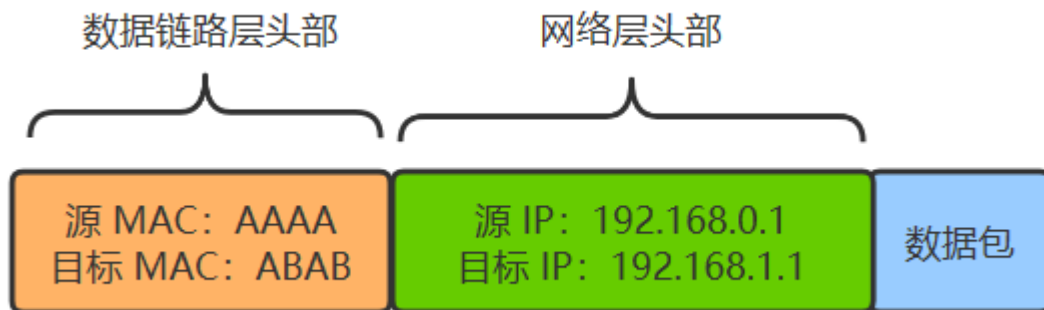 数据链路层头部
网络层头部
源 MAC：AAAA
目标 MAC：ABAB
源 IP：192.168.0.1
目标 IP：192.168.1.1
数据包